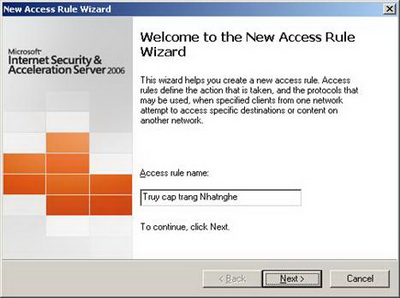 New Access Rule Wizard
Microsoft®
Internet Security &
Acceleration Server 2006
Welcome to the New Access Rule
Wizard
This wizard helps you create a new access rule. Access
rules define the action that is taken, and the protocols that
may be used, when specified clients from one network
attempt to access specific destinations or content on
another network.
Access rule name:
Truy cap trang Nhatnghe
To continue, click Next.
< Back
Next >
Cancel